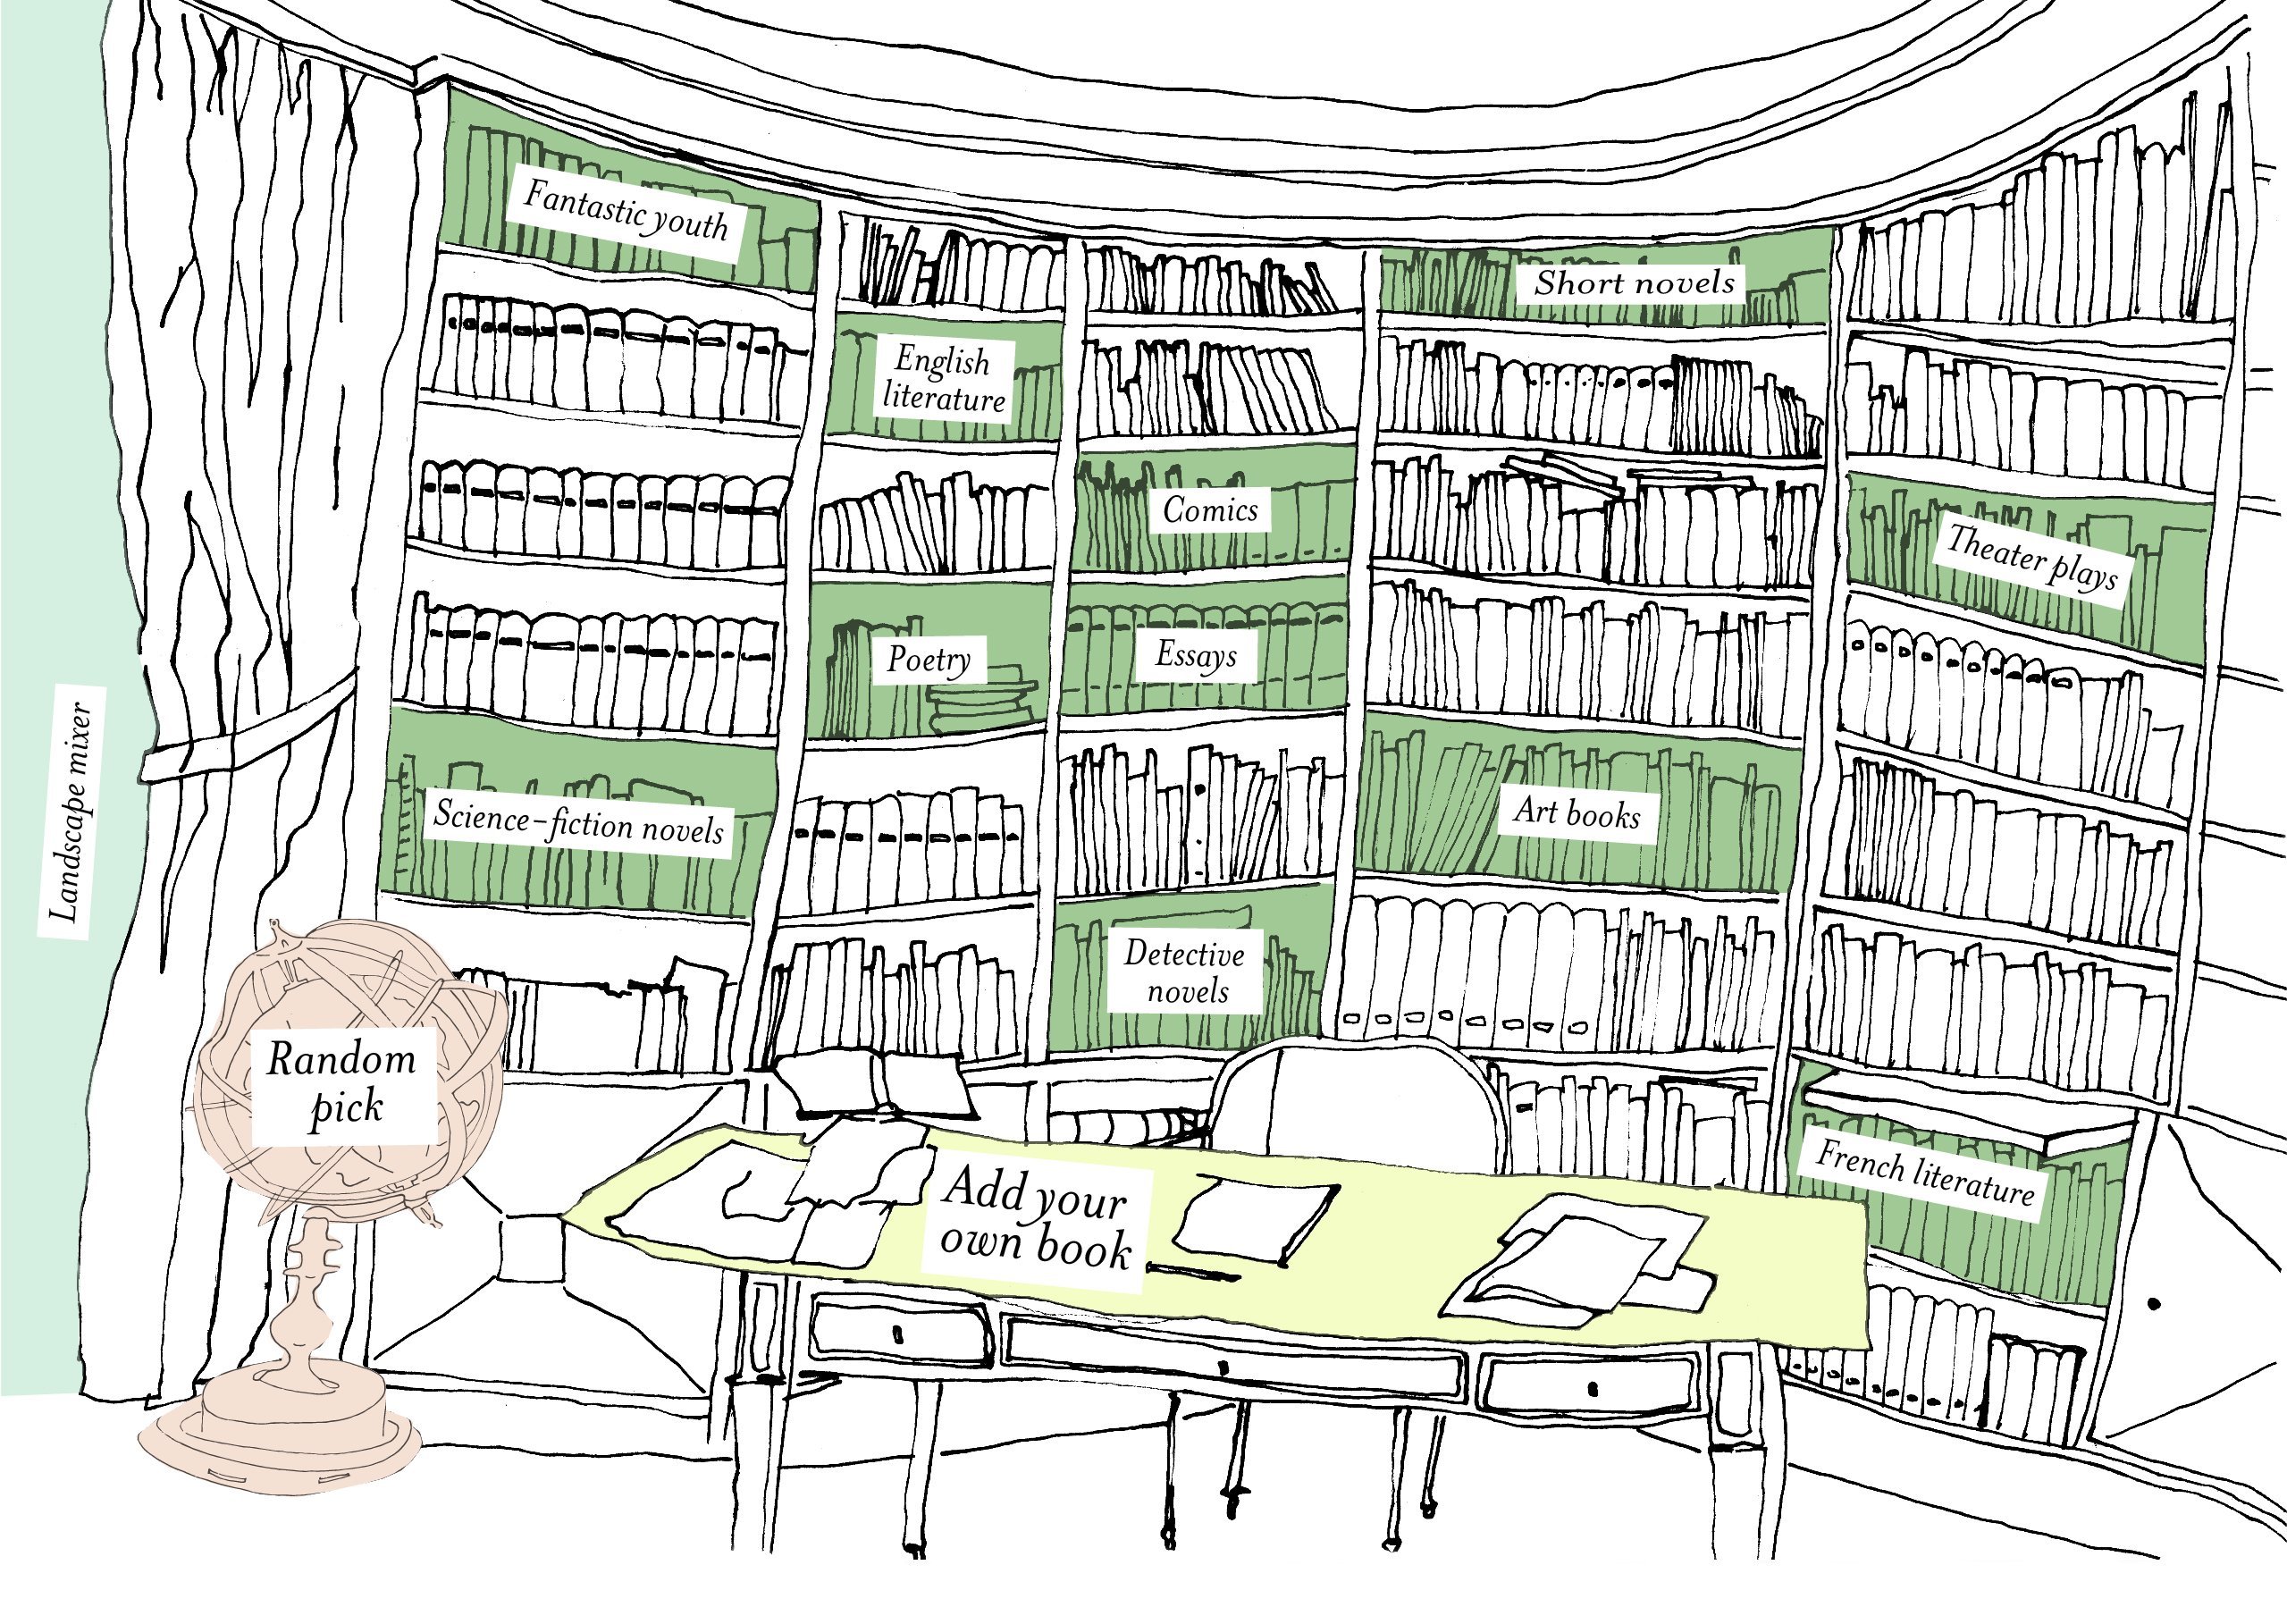 Fantastic youth
Short novels
English
literature
Comics
Theater plays
Poetry
Essays
Landscape mixer
Science-fiction novels
Art books
Detective
novels
Random
pick
French literature
Add your
own book